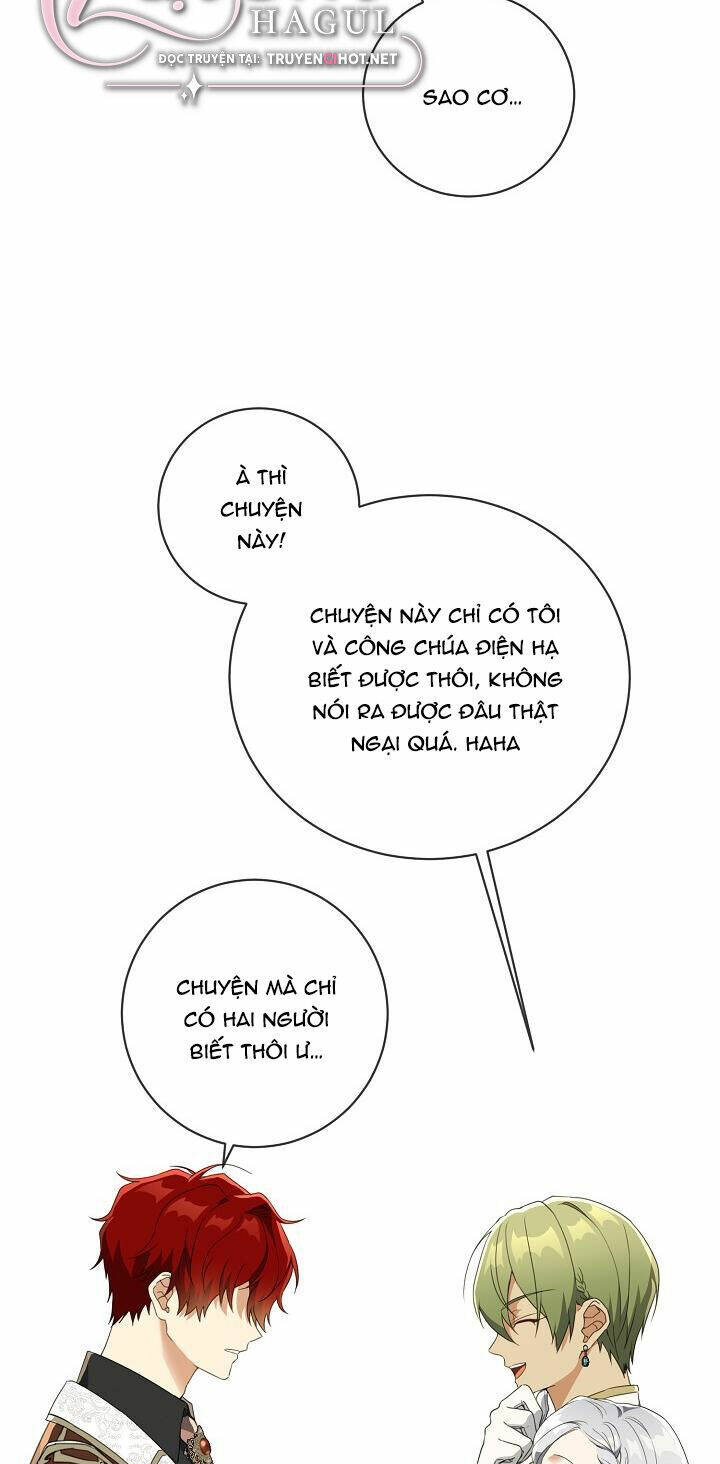 HAGUL
ĐỌC TRUYỆN TẠI: TRUYENCIHOT.NET
SAO CƠ...
À THÌ
CHUYỆN
NÀY!
CHUYỆN NÀY CHỈ CÓ TÔI
VÀ CÔNG CHÚA ĐIỆN HẠ
BIẾT ĐƯỢC THÔI, KHÔNG
NÓI RA ĐƯỢC ĐÂU THẬT
NGẠI QUÁ. HAHA
CHUYỆN MÀ CHỈ
CÓ HAI NGƯỜI
BIẾT THÔI Ư...